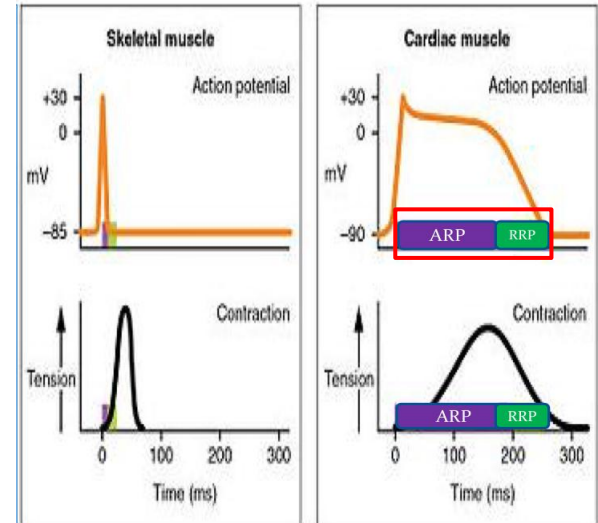 Skeletal muscle
Action potential
+30
0
mV
–85
Contraction
Tension
0 100 200 300
Time (ms)
Cardiac muscle
Action potential
+30
0
mV
–90
ARP RRP
Contraction
Tension
ARP RRP
0 100 200 300
Time (ms)